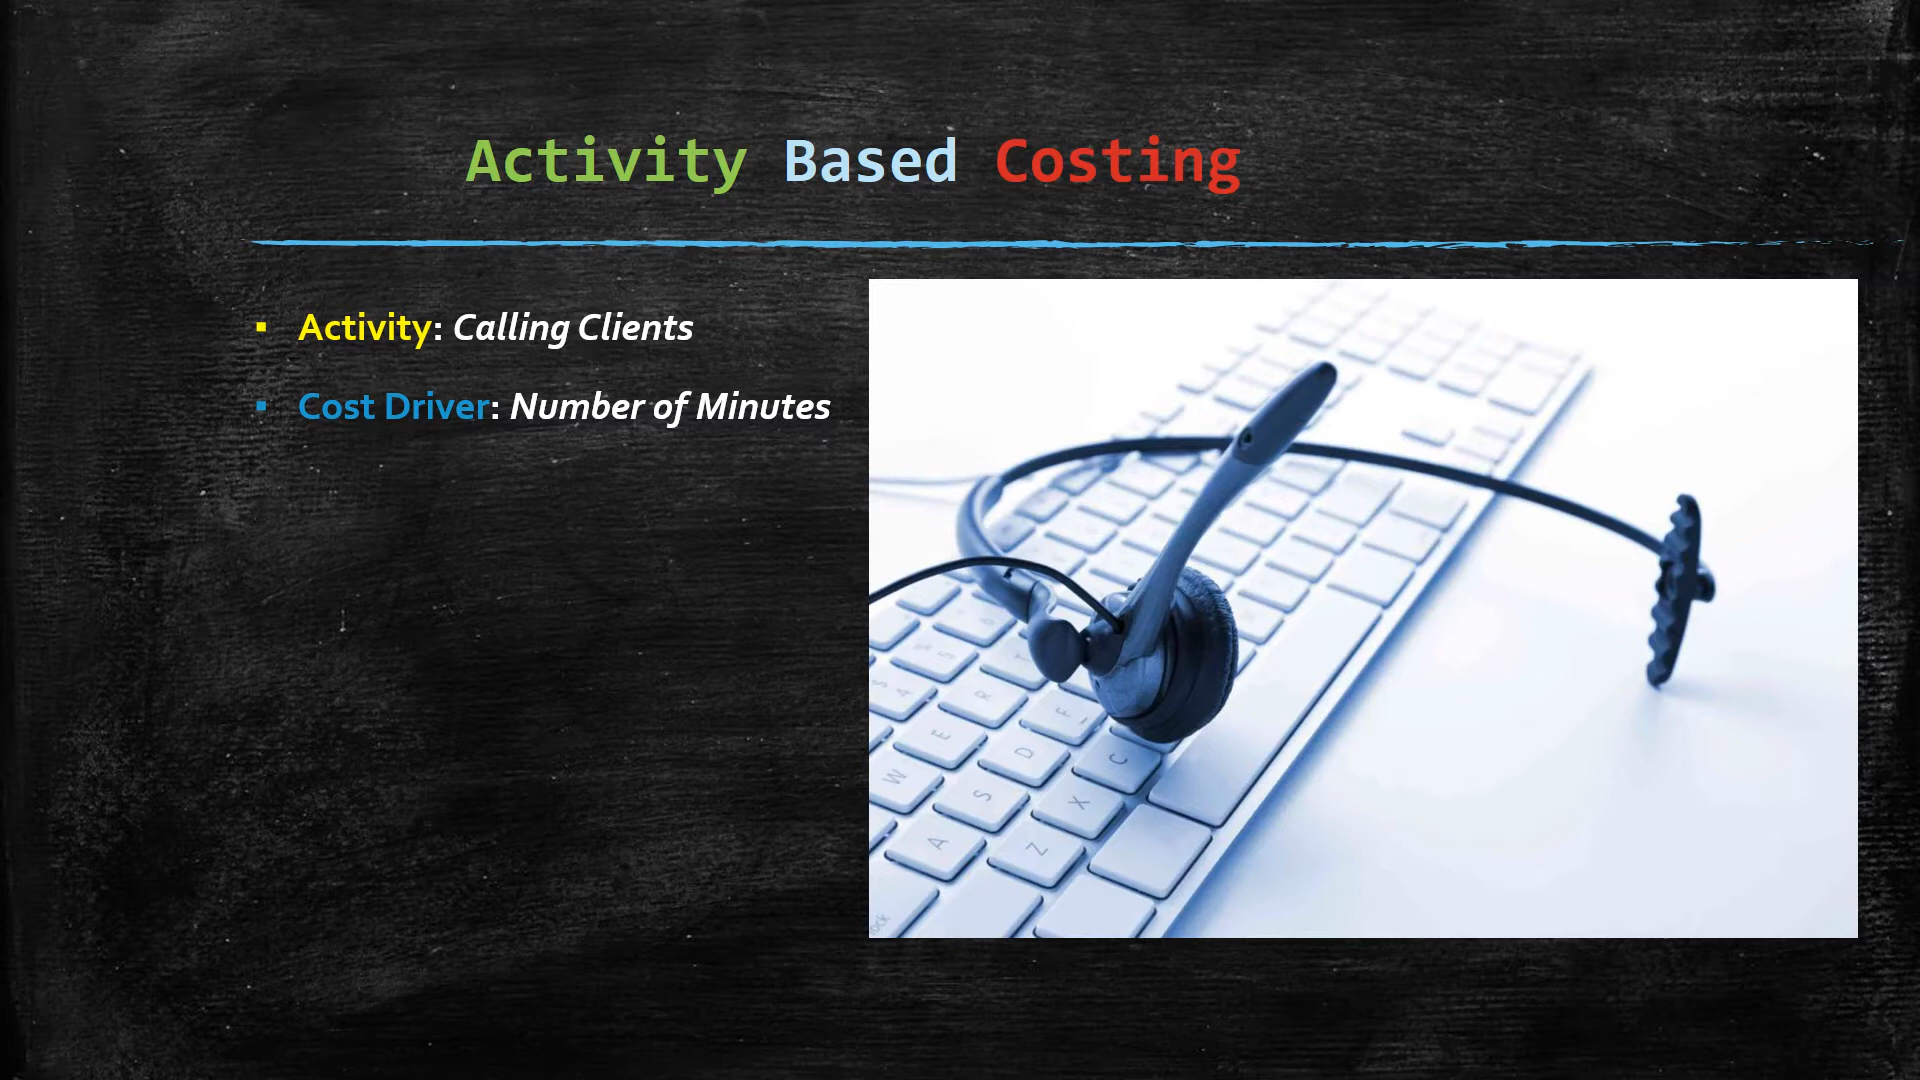 Activity Based Costing
▪ Activity: Calling Clients
▪ Cost Driver: Number of Minutes
T
R
F
E
D
C
W
S
X
A
Z